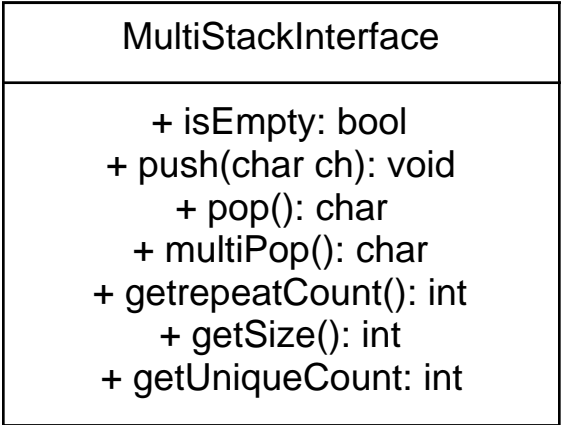 MultiStackInterface
+ isEmpty: bool
+ push(char ch): void
+ pop(): char
+ multiPop(): char
+ getrepeatCount(): int
+ getSize(): int
+ getUniqueCount: int